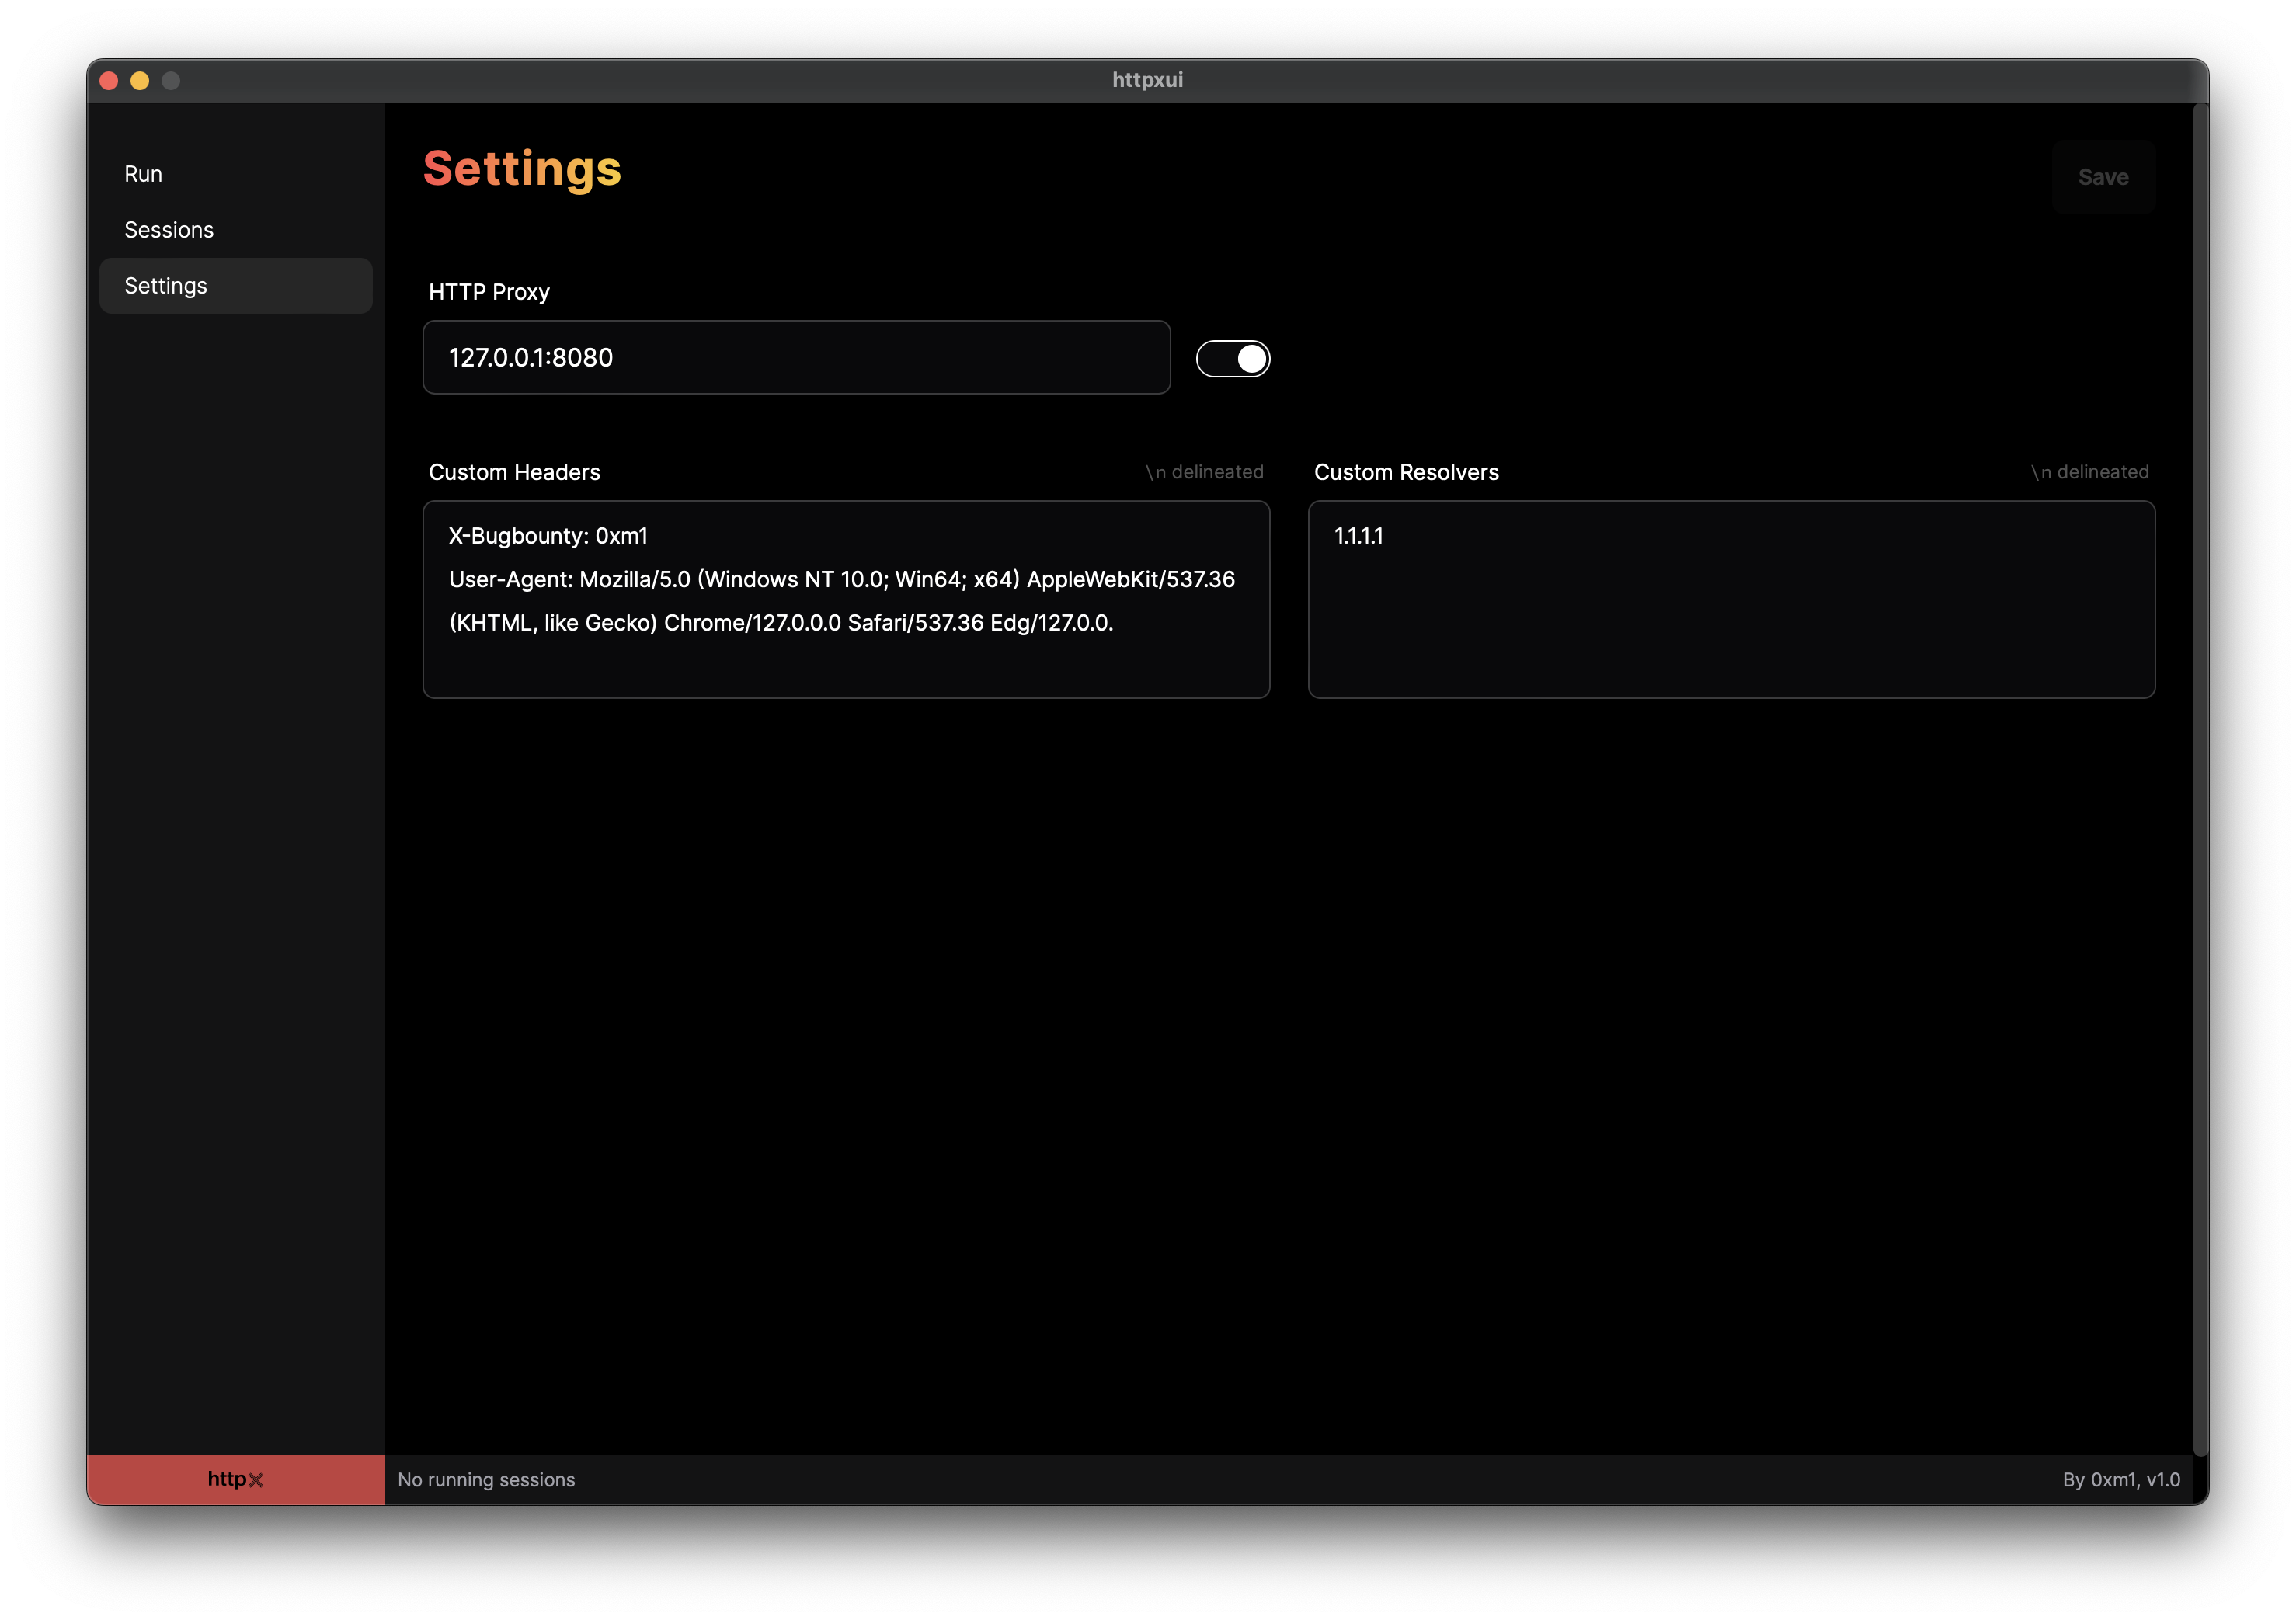 httpxui
Run
Sessions
Settings
Settings
Save
HTTP Proxy
127.0.0.1:8080
Custom Headers
\n delineated
X-Bugbounty: 0xm1
User-Agent: Mozilla/5.0 (Windows NT 10.0; Win64; x64) AppleWebKit/537.36
(KHTML, like Gecko) Chrome/127.0.0.0 Safari/537.36 Edg/127.0.0.
Custom Resolvers
\n delineated
1.1.1.1
httpx
No running sessions
By 0xm1, v1.0